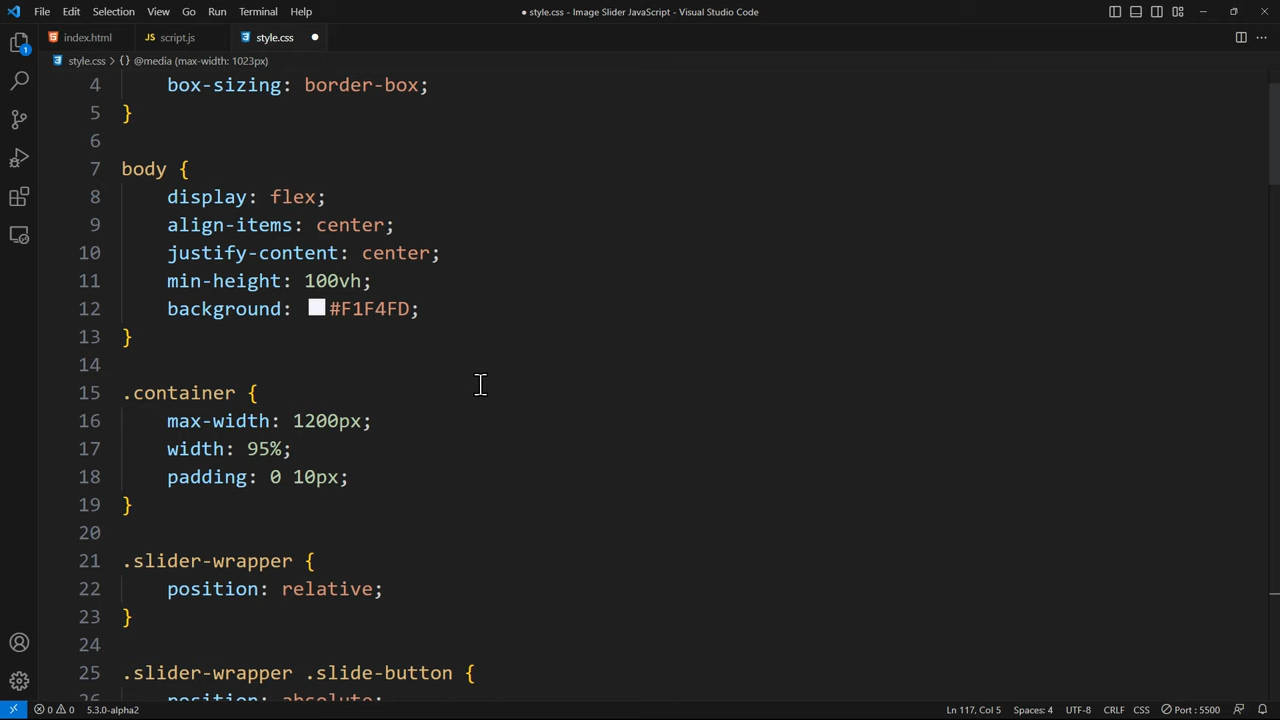 File Edit Selection View Go Run Terminal Help ● style.css - Image Slider JavaScript - Visual Studio Code
index.html JS script.js style.css ●
style.css > {} @media (max-width: 1023px)
4 box-sizing: border-box;
5 }
6
7 body {
8 display: flex;
9 align-items: center;
10 justify-content: center;
11 min-height: 100vh;
12 background: #F1F4FD;
13 }
14
15 .container {
16 max-width: 1200px;
17 width: 95%;
18 padding: 0 10px;
19 }
20
21 .slider-wrapper {
22 position: relative;
23 }
24
25 .slider-wrapper .slide-button {
26 position: absolute;
1
0 0 5.3.0-alpha2 Ln 117, Col 5 Spaces: 4 UTF-8 CRLF CSS Port : 5500